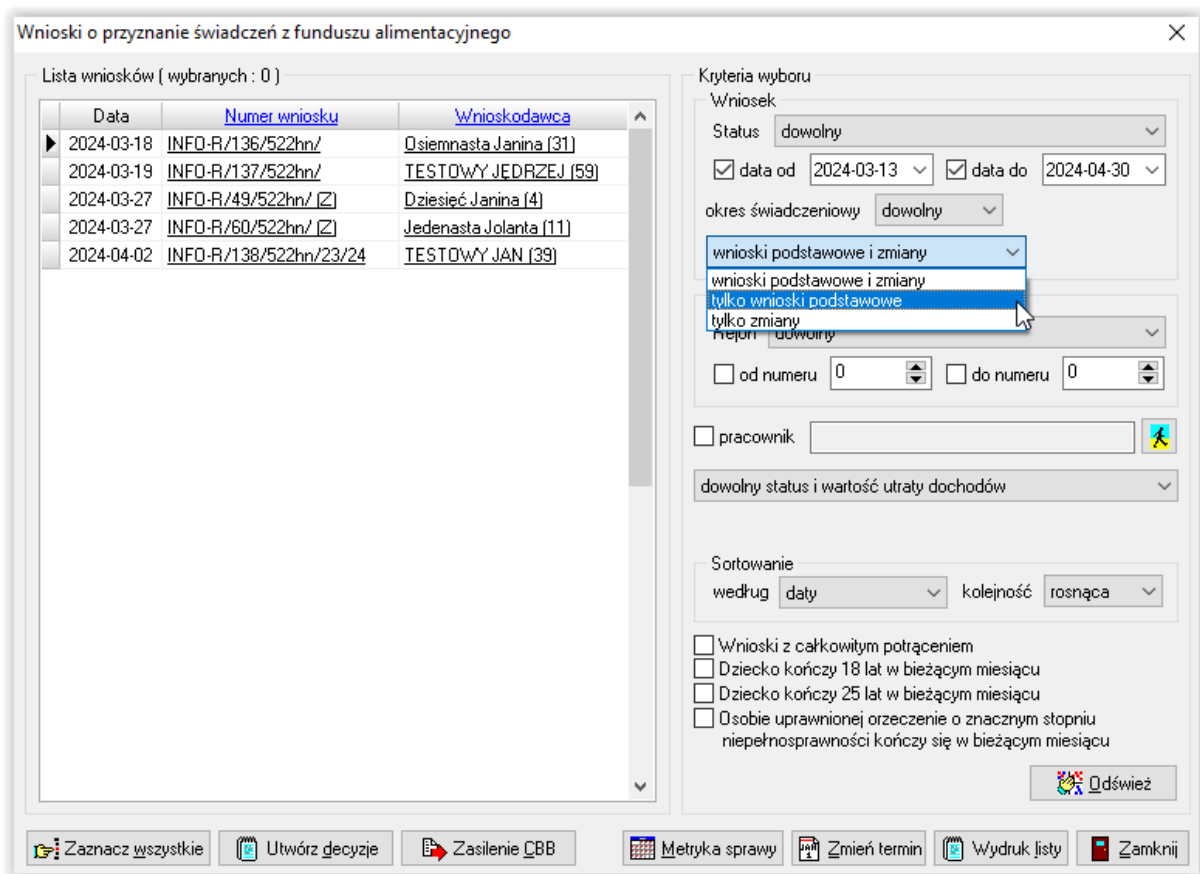 Wnioski o przyznanie świadczeń z funduszu alimentacyjnego
Lista wniosków ( wybranych : 0 )
Data Numer wniosku Wnioskodawca
2024-03-18 INFO-R/136/522hn/ Osiemnasta Janina (31)
2024-03-19 INFO-R/137/522hn/ TESTOWY JĘDRZEJ (59)
2024-03-27 INFO-R/49/522hn/ (Z) Dziesięć Janina (4)
2024-03-27 INFO-R/60/522hn/ (Z) Jedenasta Jolanta (11)
2024-04-02 INFO-R/138/522hn/23/24 TESTOWY JAN (39)
Kryteria wyboru
Wniosek
Status dowolny
data od 2024-03-13 data do 2024-04-30
okres świadczeniowy dowolny
wnioski podstawowe i zmiany
wnioski podstawowe i zmiany
tylko wnioski podstawowe
tylko zmiany
Rejon dowolny
od numeru 0 do numeru 0
pracownik
dowolny status i wartość utraty dochodów
Sortowanie
według daty kolejność rosnąca
Wnioski z całkowitym potrąceniem
Dziecko kończy 18 lat w bieżącym miesiącu
Dziecko kończy 25 lat w bieżącym miesiącu
Osobie uprawnionej orzeczenie o znacznym stopniu
niepełnosprawności kończy się w bieżącym miesiącu
Odśwież
Zaznacz wszystkie Utwórz decyzje Zasilenie CBB Metryka sprawy Zmień termin Wydruk listy Zamknij